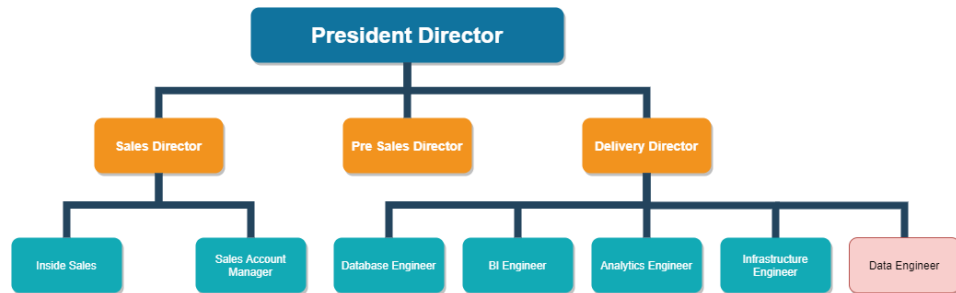 President Director
Sales Director
Pre Sales Director
Delivery Director
Inside Sales
Sales Account
Manager
Database Engineer
BI Engineer
Analytics Engineer
Infrastructure
Engineer
Data Engineer